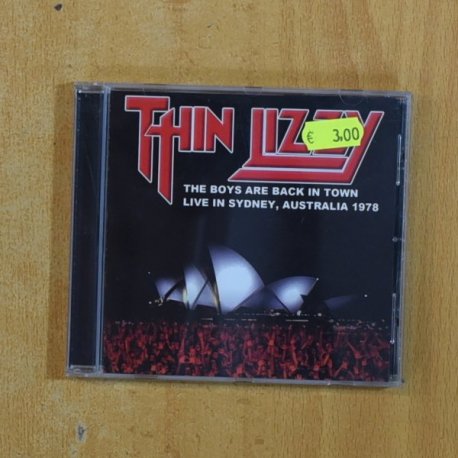 THIN LIZZY
€ 3,00
THE BOYS ARE BACK IN TOWN
LIVE IN SYDNEY, AUSTRALIA 1978